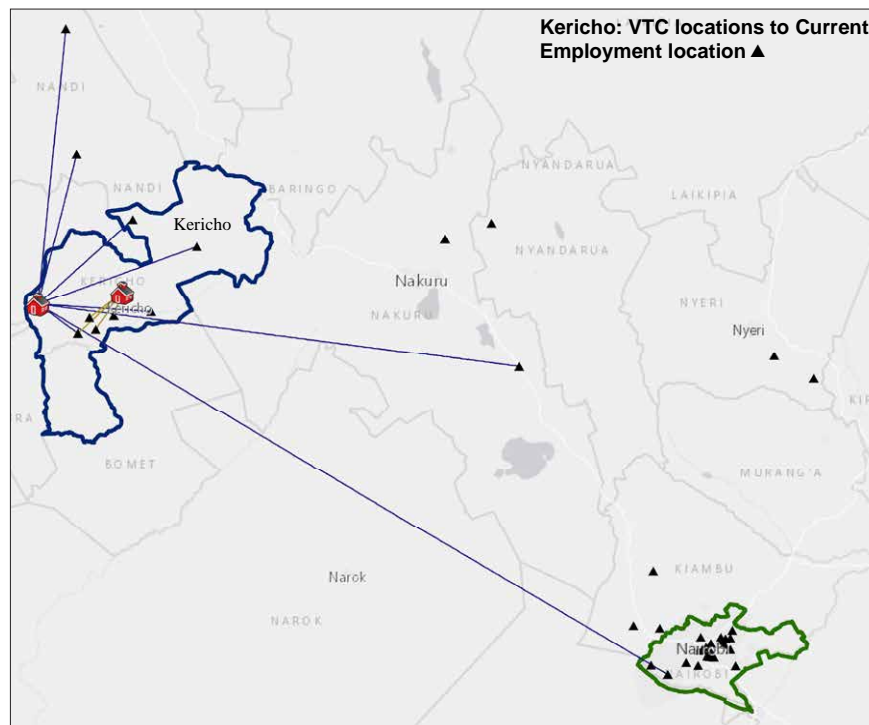 Kericho: VTC locations to Current
Employment location
NANDI
NYANDARUA
NANDI
BARINGO
LAIKIPIA
Kericho
NYANDARUA
KERICHO
Nakuru
NYERI
NAKURU
Nyeri
BOMET
MURANG'A
KIAMBU
Narok
NAROK
Nairobi
NAIROBI